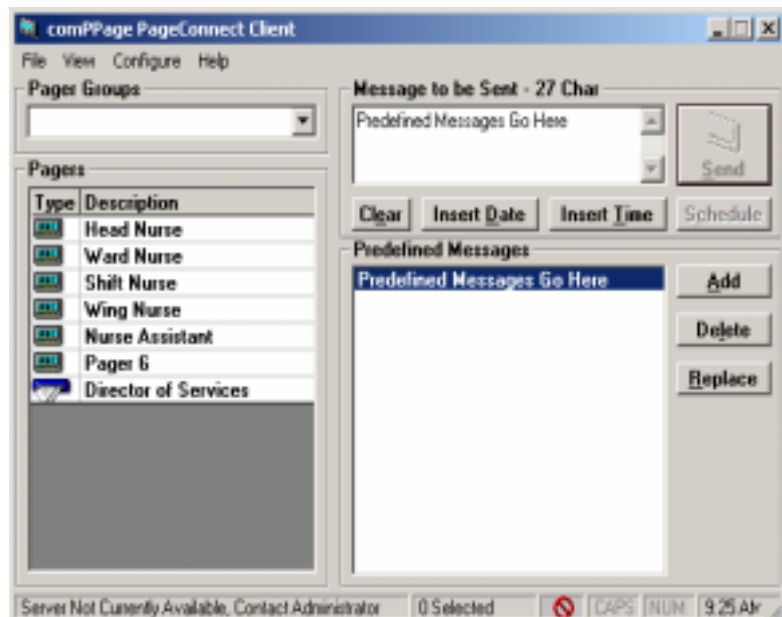 comPPage PageConnect Client
File View Configure Help
Pager Groups
Pagers
Type Description
Head Nurse
Ward Nurse
Shift Nurse
Wing Nurse
Nurse Assistant
Pager 6
Director of Services
Message to be Sent - 27 Char
Predefined Messages Go Here
Send
Clear Insert Date Insert Time Schedule
Predefined Messages
Predefined Messages Go Here
Add
Delete
Replace
Server Not Currently Available, Contact Administrator 0 Selected CAPS NUM 9:25 AM